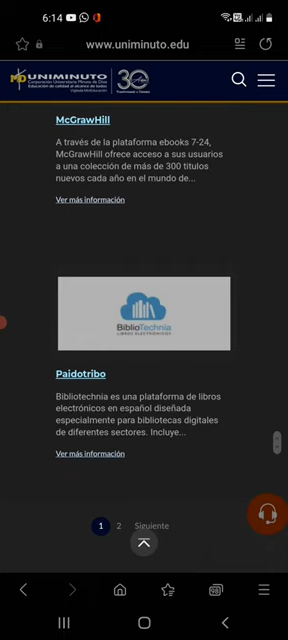 6:14
www.uniminuto.edu
UNIMINUTO
Corporación Universitaria Minuto de Dios
Educación de calidad al alcance de todos
Vigilada MinEducación
30
McGrawHill
A través de la plataforma ebooks 7-24,
McGrawHill ofrece acceso a sus usuarios
a una colección de más de 300 titulos
nuevos cada año en el mundo de...
Ver más información
BiblioTechnia
LIBROS ELECTRÓNICOS
Paidotribo
Bibliotechnia es una plataforma de libros
electrónicos en español diseñada
especialmente para bibliotecas digitales
de diferentes sectores. Incluye...
Ver más información
1 2 Siguiente
98